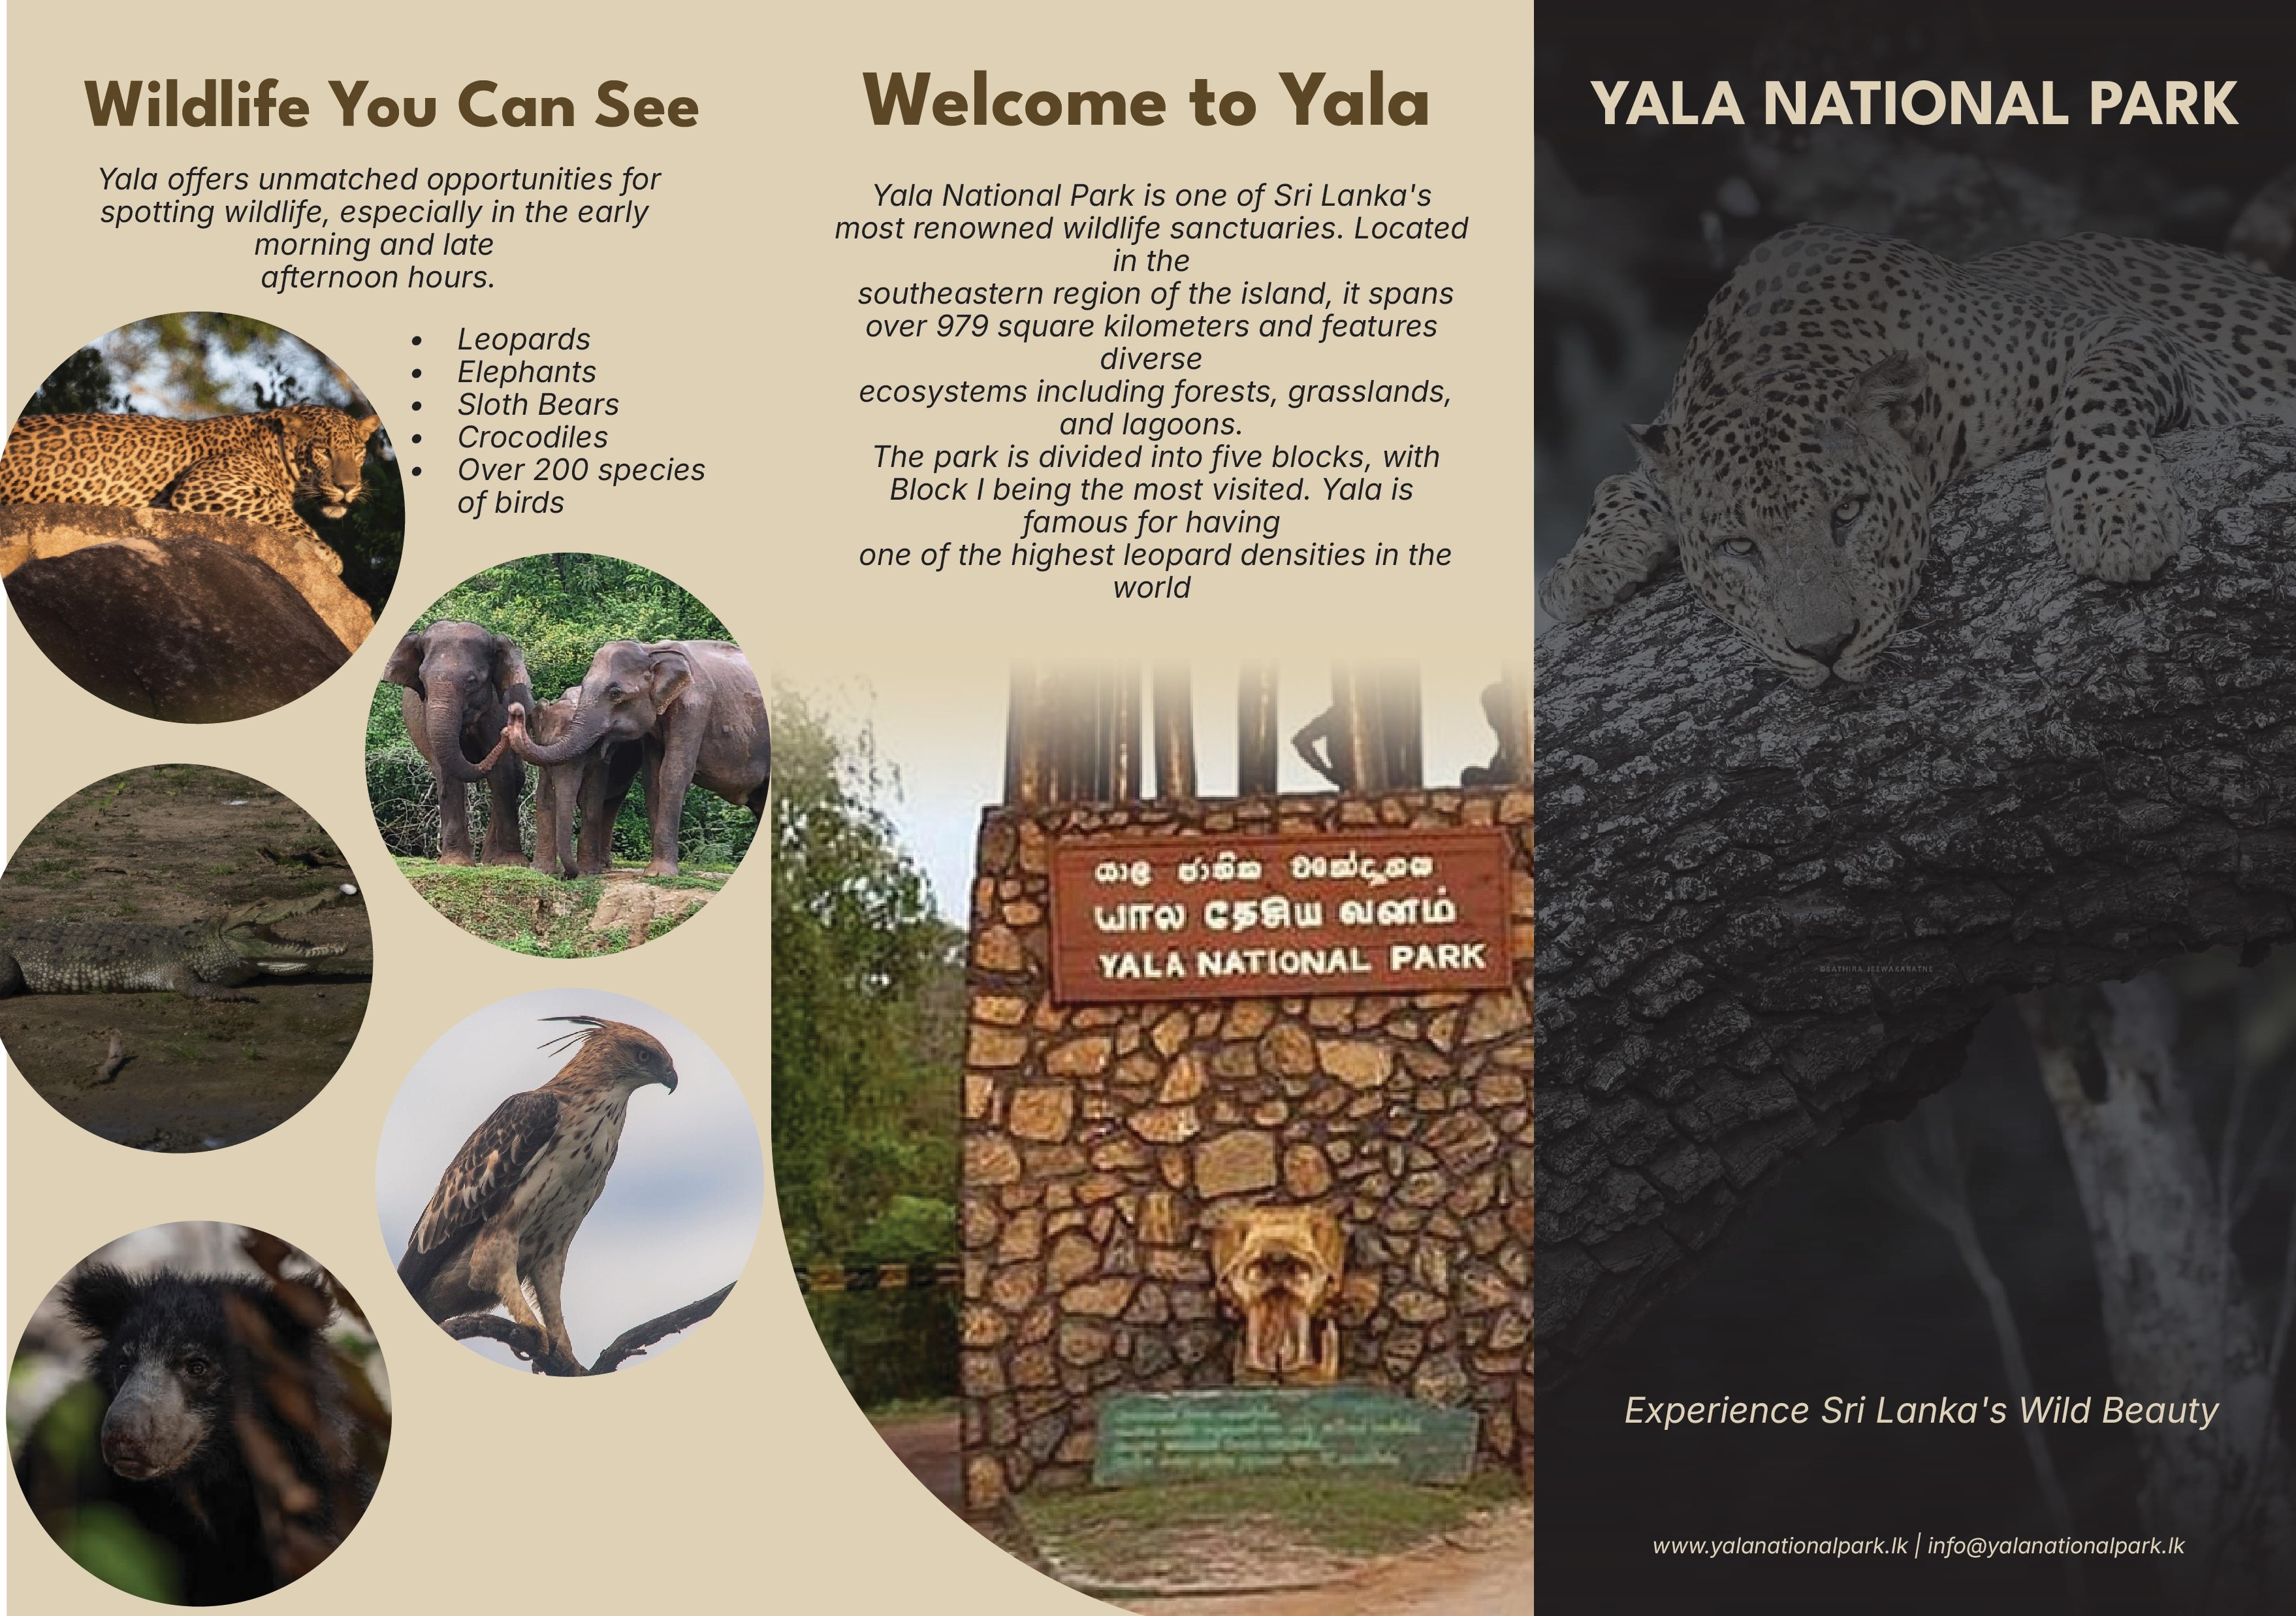 Wildlife You Can See
Yala offers unmatched opportunities for
spotting wildlife, especially in the early
morning and late
afternoon hours.
• Leopards
• Elephants
• Sloth Bears
• Crocodiles
• Over 200 species
of birds
Welcome to Yala
Yala National Park is one of Sri Lanka's
most renowned wildlife sanctuaries. Located
in the
southeastern region of the island, it spans
over 979 square kilometers and features
diverse
ecosystems including forests, grasslands,
and lagoons.
The park is divided into five blocks, with
Block I being the most visited. Yala is
famous for having
one of the highest leopard densities in the
world
යාල ජාතික වනෝද්‍යානය
யால தேசிய வனம்
YALA NATIONAL PARK
YALA NATIONAL PARK
Experience Sri Lanka's Wild Beauty
www.yalanationalpark.lk | info@yalanationalpark.lk